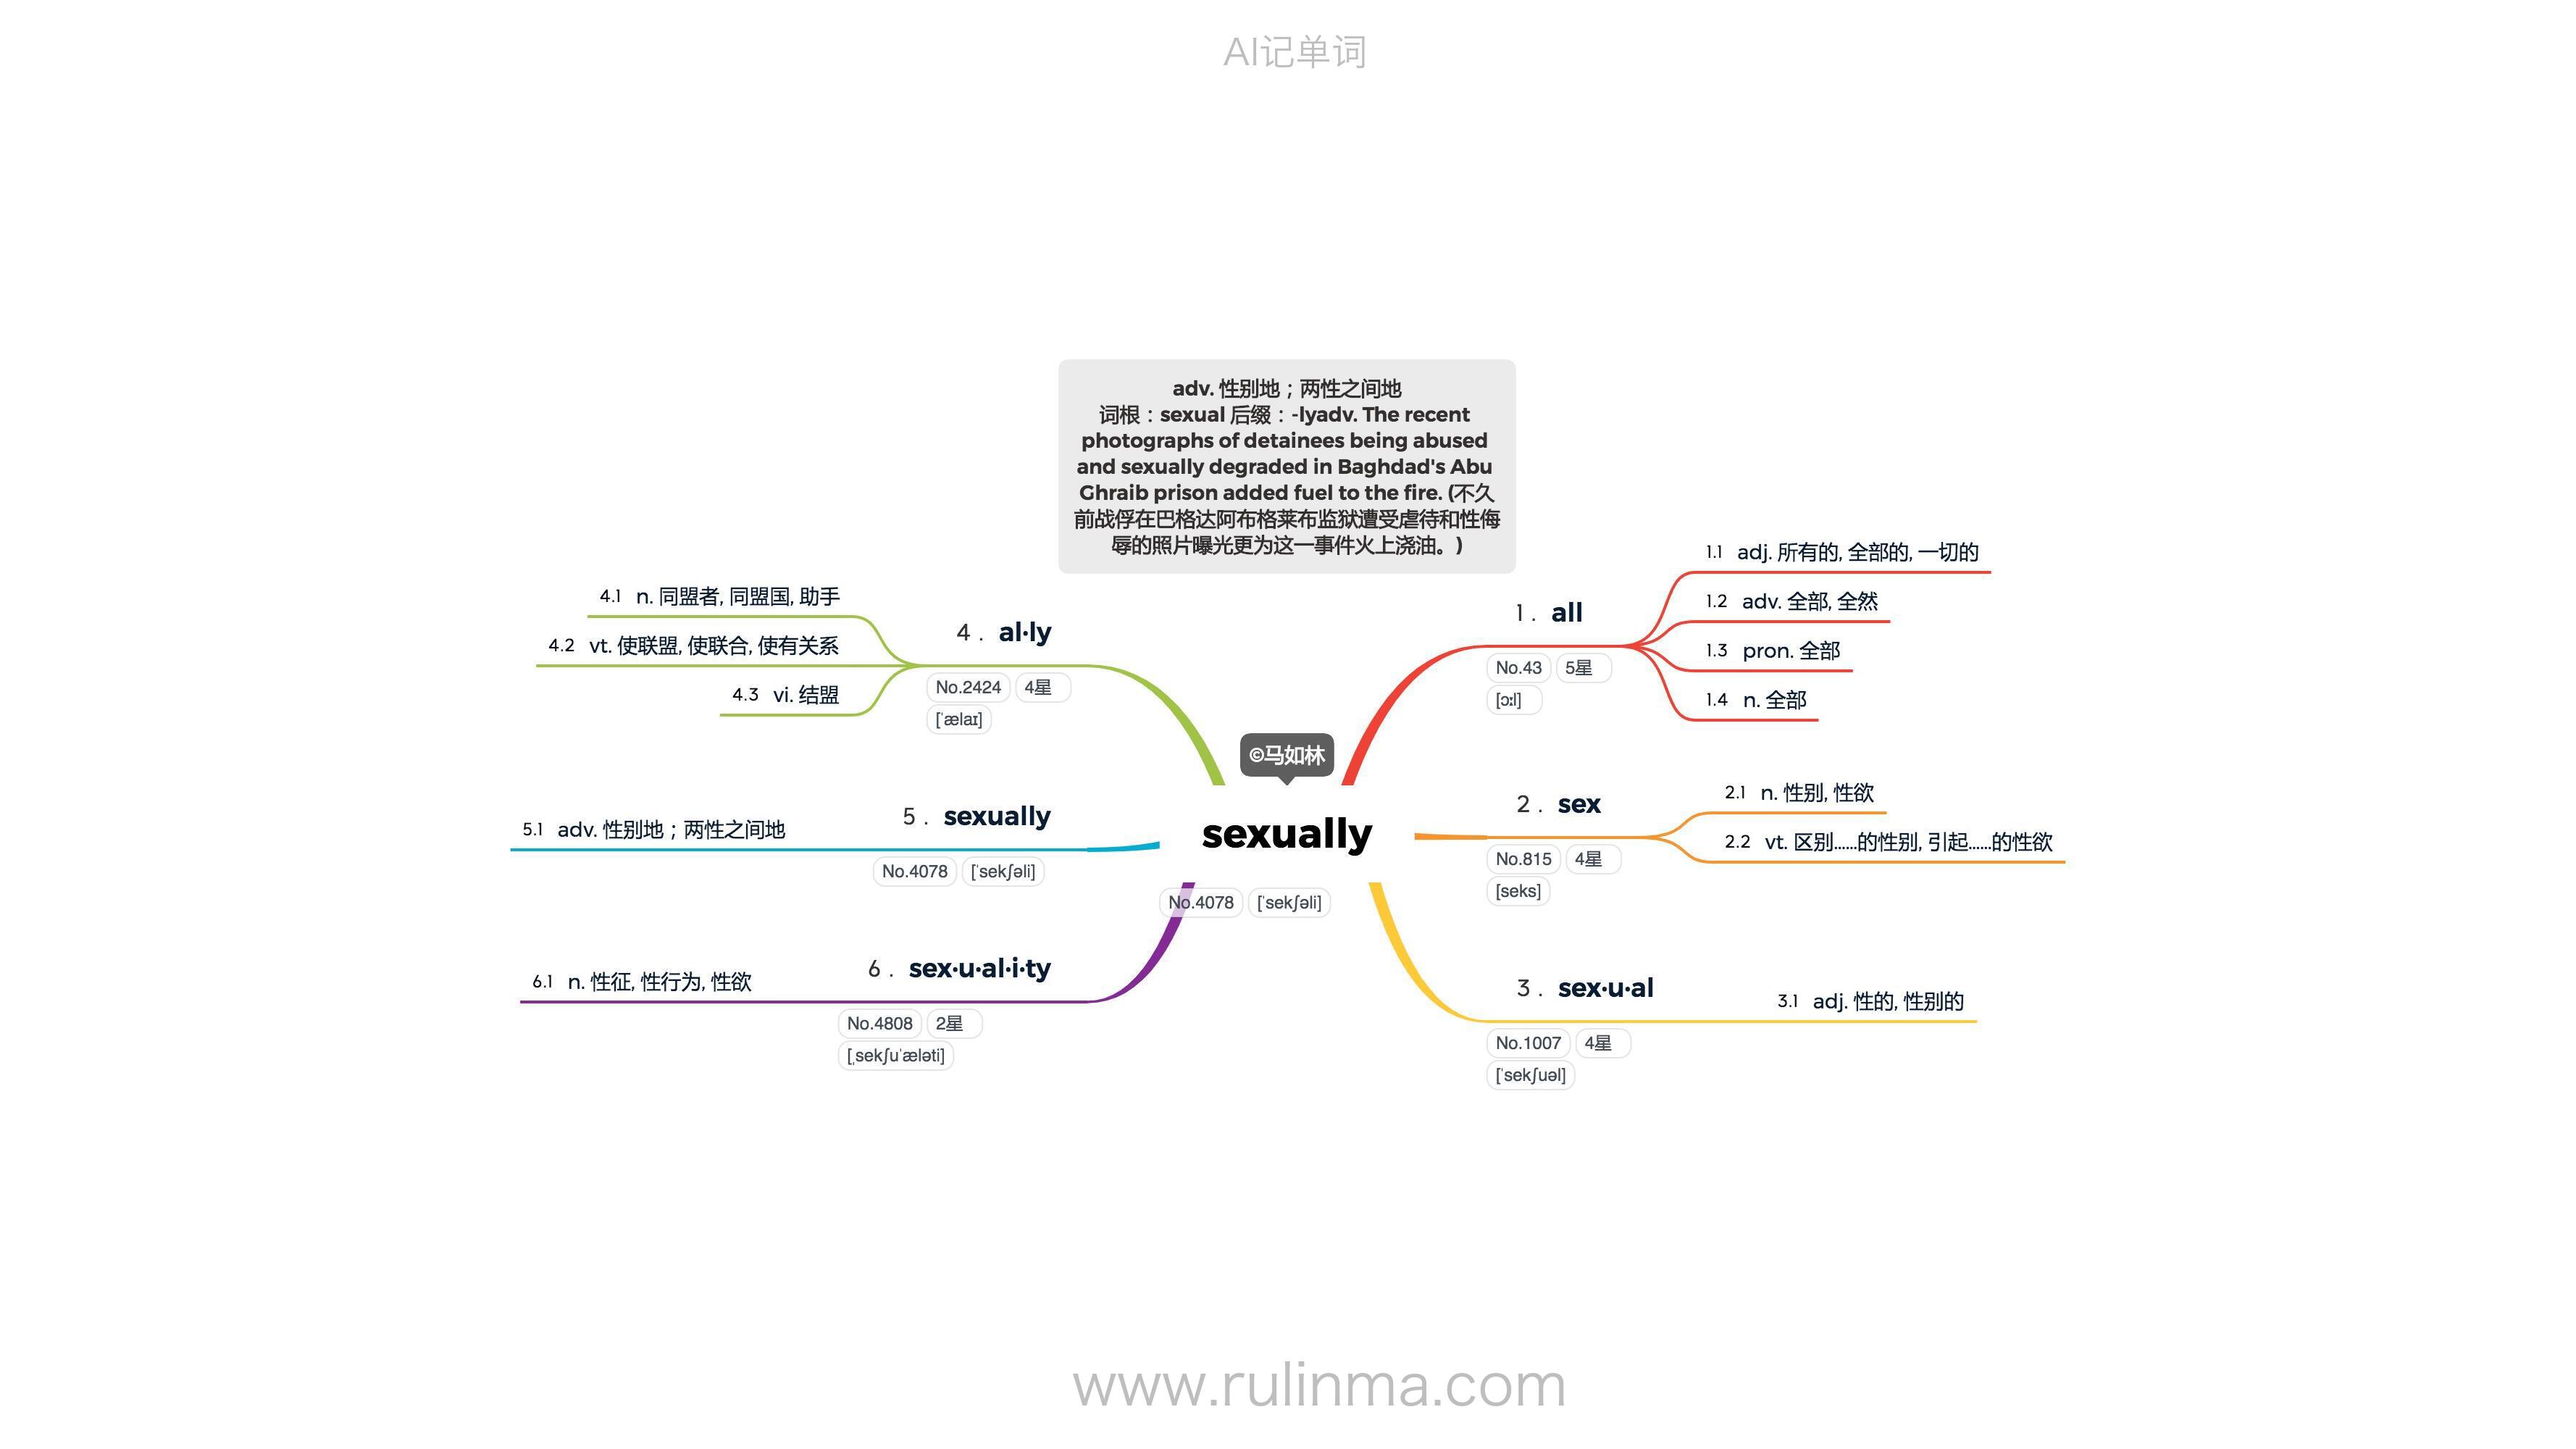 AI记单词
adv. 性别地；两性之间地
词根：sexual 后缀：-lyadv. The recent
photographs of detainees being abused
and sexually degraded in Baghdad's Abu
Ghraib prison added fuel to the fire. (不久
前战俘在巴格达阿布格莱布监狱遭受虐待和性侮
辱的照片曝光更为这一事件火上浇油。)
©马如林
sexually
No.4078 [ˈsekʃəli]
1. all
No.43 5星
[ɔːl]
1.1 adj. 所有的, 全部的, 一切的
1.2 adv. 全部, 全然
1.3 pron. 全部
1.4 n. 全部
2. sex
No.815 4星
[seks]
2.1 n. 性别, 性欲
2.2 vt. 区别……的性别, 引起……的性欲
3. sex·u·al
No.1007 4星
[ˈsekʃuəl]
3.1 adj. 性的, 性别的
4. al·ly
No.2424 4星
[ˈælaɪ]
4.1 n. 同盟者, 同盟国, 助手
4.2 vt. 使联盟, 使联合, 使有关系
4.3 vi. 结盟
5. sexually
No.4078 [ˈsekʃəli]
5.1 adv. 性别地；两性之间地
6. sex·u·al·i·ty
No.4808 2星
[ˌsekʃuˈæləti]
6.1 n. 性征, 性行为, 性欲
www.rulinma.com